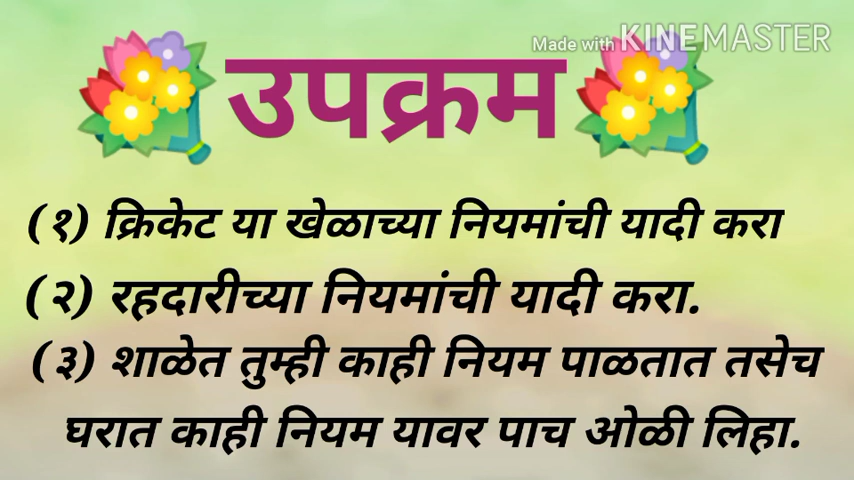 Made with KINEMASTER
उपक्रम
(१) क्रिकेट या खेळाच्या नियमांची यादी करा
(२) रहदारीच्या नियमांची यादी करा.
(३) शाळेत तुम्ही काही नियम पाळतात तसेच
घरात काही नियम यावर पाच ओळी लिहा.